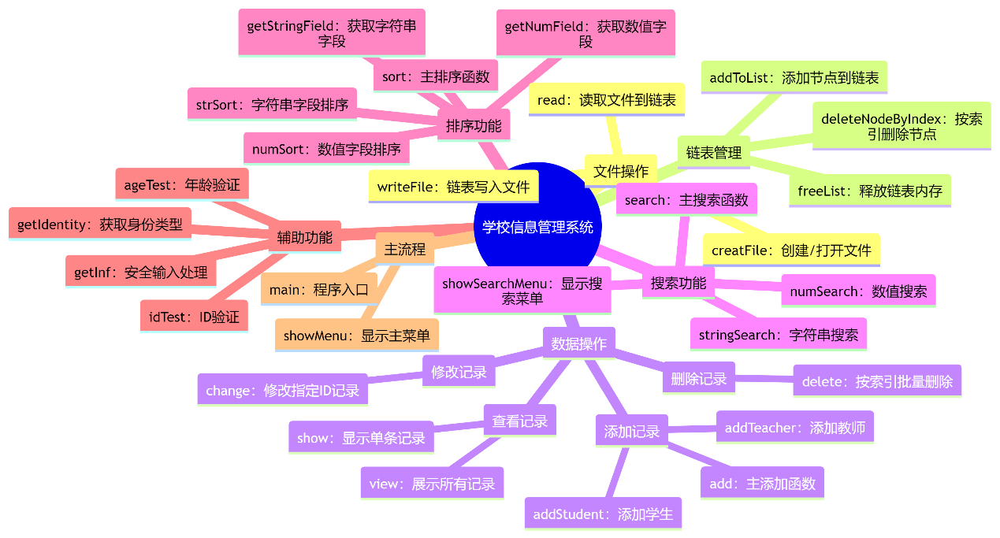 getStringField：获取字符串
字段
getNumField：获取数值字
段
sort：主排序函数
addToList：添加节点到链表
strSort：字符串字段排序
read：读取文件到链表
排序功能
deleteNodeByIndex：按索
引删除节点
numSort：数值字段排序
链表管理
文件操作
ageTest：年龄验证
writeFile：链表写入文件
freeList：释放链表内存
search：主搜索函数
getIdentity：获取身份类型
学校信息管理系统
辅助功能
主流程
creatFile：创建/打开文件
getInf：安全输入处理
main：程序入口
showSearchMenu：显示搜
索菜单
搜索功能
numSearch：数值搜索
idTest：ID验证
showMenu：显示主菜单
stringSearch：字符串搜索
数据操作
修改记录
删除记录
change：修改指定ID记录
delete：按索引批量删除
查看记录
添加记录
addTeacher：添加教师
show：显示单条记录
view：展示所有记录
add：主添加函数
addStudent：添加学生